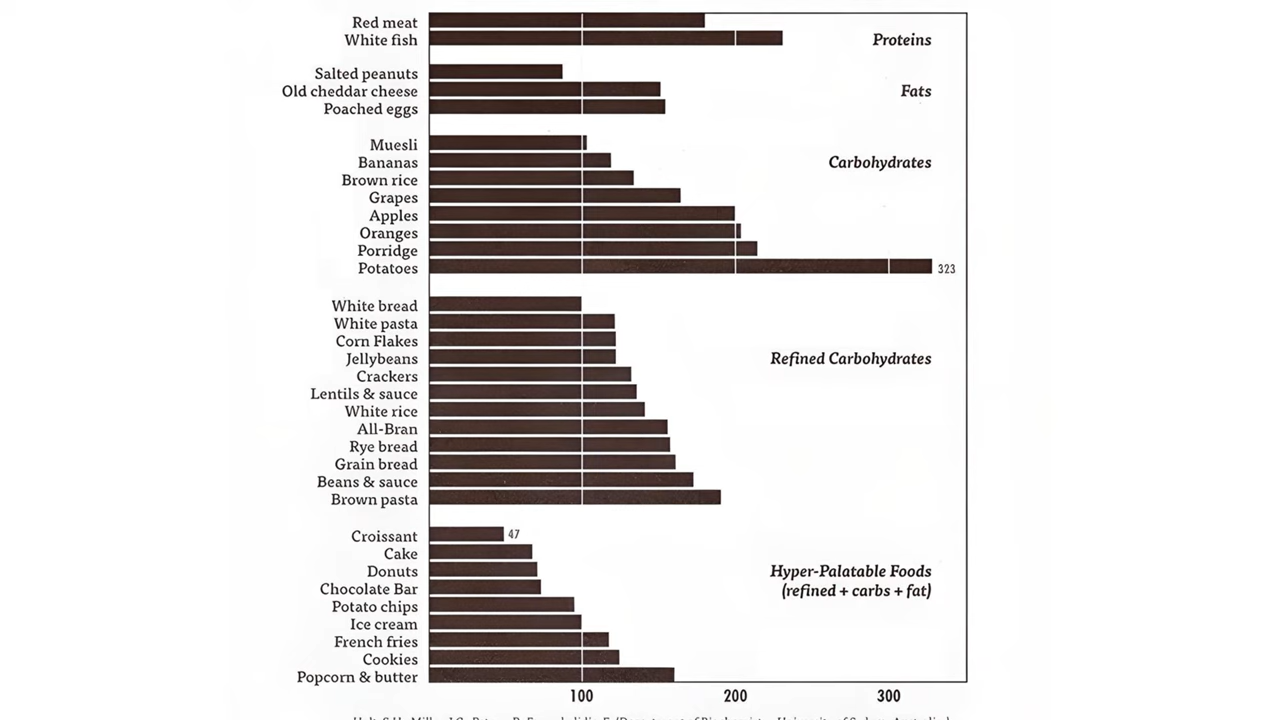 Red meat
White fish
Proteins
Salted peanuts
Old cheddar cheese
Fats
Poached eggs
Muesli
Bananas
Carbohydrates
Brown rice
Grapes
Apples
Oranges
Porridge
Potatoes
323
White bread
White pasta
Corn Flakes
Jellybeans
Refined Carbohydrates
Crackers
Lentils & sauce
White rice
All-Bran
Rye bread
Grain bread
Beans & sauce
Brown pasta
Croissant
47
Cake
Donuts
Hyper-Palatable Foods
Chocolate Bar
(refined + carbs + fat)
Potato chips
Ice cream
French fries
Cookies
Popcorn & butter
100 200 300